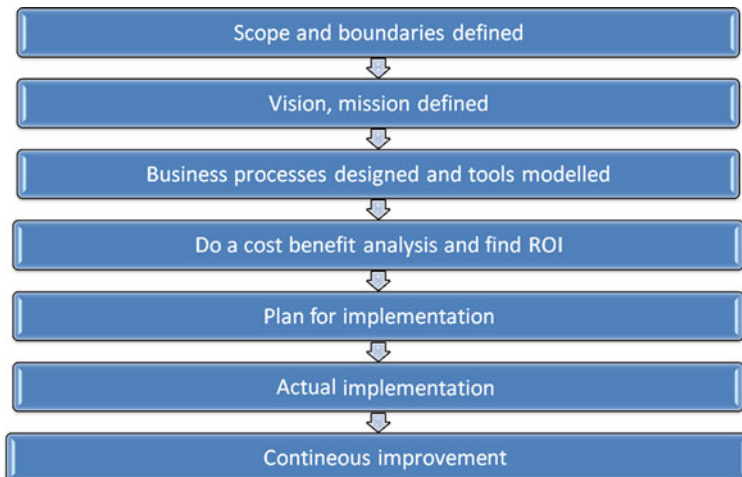 Scope and boundaries defined
Vision, mission defined
Business processes designed and tools modelled
Do a cost benefit analysis and find ROI
Plan for implementation
Actual implementation
Contineous improvement